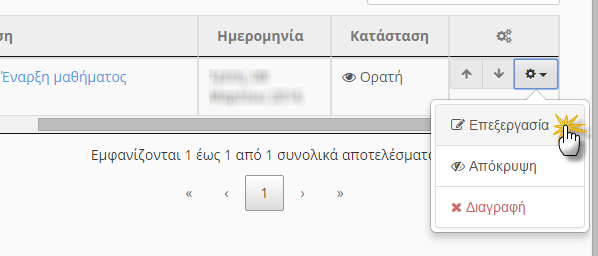 ση Ημερομηνία Κατάσταση
Έναρξη μαθήματος Ορατή
Επεξεργασία
Εμφανίζονται 1 έως 1 από 1 συνολικά αποτελέσματα
Απόκρυψη
« ‹ 1 › »
Διαγραφή